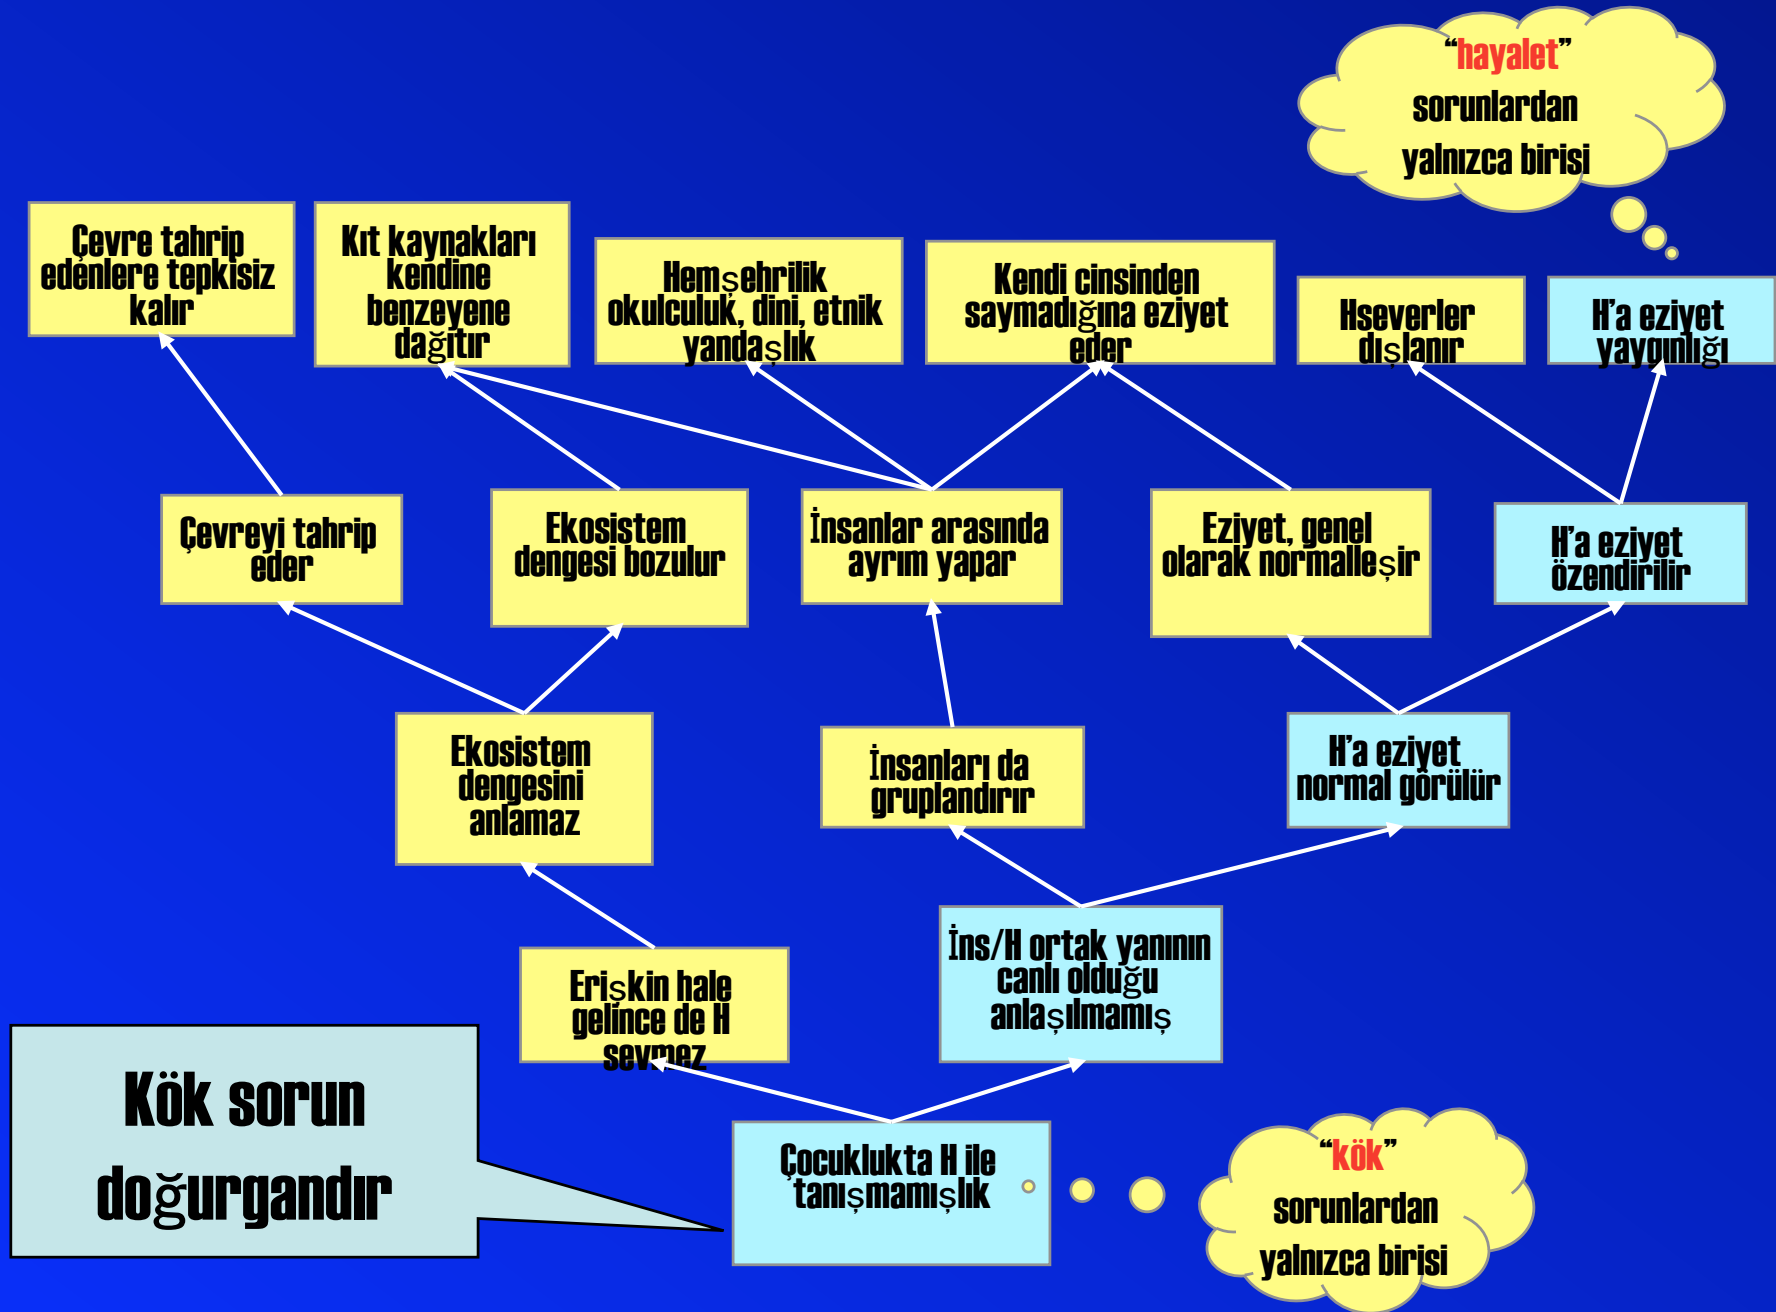 “hayalet”
sorunlardan
yalnızca birisi
Çevre tahrip
edenlere tepkisiz
kalır
Kıt kaynakları
kendine
benzeyene
dağıtır
Hemşehrilik
okulculuk, dini, etnik
yandaşlık
Kendi cinsinden
saymadığına eziyet
eder
Hseverler
dışlanır
H’a eziyet
yaygınlığı
Çevreyi tahrip
eder
Ekosistem
dengesi bozulur
İnsanlar arasında
ayrım yapar
Eziyet, genel
olarak normalleşir
H’a eziyet
özendirilir
Ekosistem
dengesini
anlamaz
İnsanları da
gruplandırır
H’a eziyet
normal görülür
Erişkin hale
gelince de H
sevmez
İns/H ortak yanının
canlı olduğu
anlaşılmamış
Kök sorun
doğurgandır
Çocuklukta H ile
tanışmamışlık
“kök”
sorunlardan
yalnızca birisi